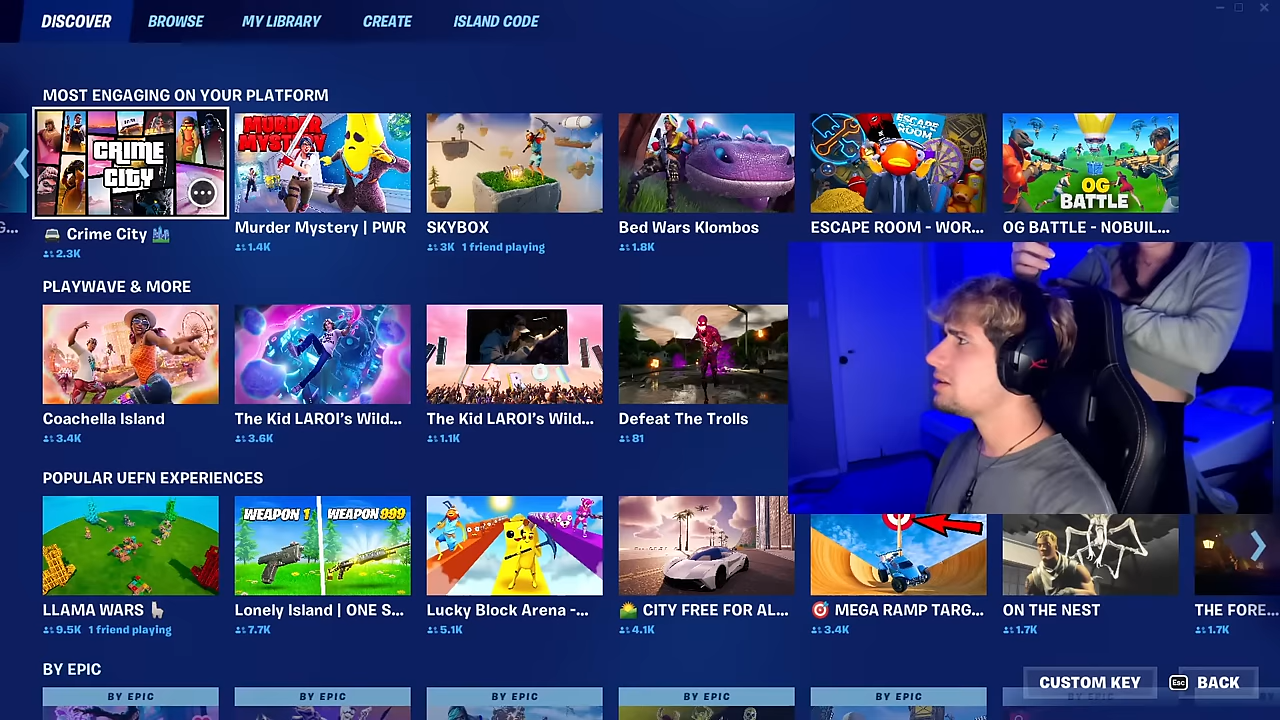 DISCOVER BROWSE MY LIBRARY CREATE ISLAND CODE
MOST ENGAGING ON YOUR PLATFORM
CRIME
CITY
MURDER
MYSTERY
ESCAPE
ROOM
OG
BATTLE
G...
🚘 Crime City 🏙️
2.3K
Murder Mystery | PWR
1.4K
SKYBOX
3K 1 friend playing
Bed Wars Klombos
1.8K
ESCAPE ROOM - WOR...
OG BATTLE - NOBUIL...
PLAYWAVE & MORE
Coachella Island
3.4K
The Kid LAROI's Wild...
3.6K
The Kid LAROI's Wild...
1.1K
Defeat The Trolls
81
POPULAR UEFN EXPERIENCES
WEAPON 1 WEAPON 999
LLAMA WARS 🦙
9.5K 1 friend playing
Lonely Island | ONE S...
7.7K
Lucky Block Arena -...
5.1K
🌞 CITY FREE FOR AL...
4.1K
🎯 MEGA RAMP TARG...
3.4K
ON THE NEST
1.7K
THE FORE...
1.7K
BY EPIC
BY EPIC BY EPIC BY EPIC BY EPIC BY EPIC BY EPIC
CUSTOM KEY Esc BACK